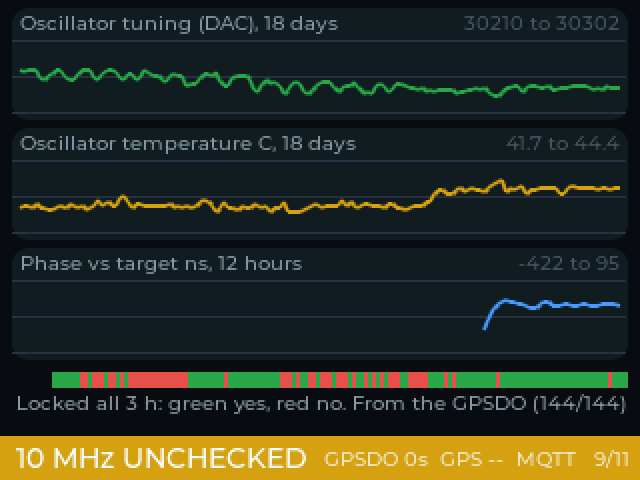 Oscillator tuning (DAC), 18 days 30210 to 30302
Oscillator temperature C, 18 days 41.7 to 44.4
Phase vs target ns, 12 hours -422 to 95
Locked all 3 h: green yes, red no. From the GPSDO (144/144)
10 MHz UNCHECKED GPSDO 0s GPS -- MQTT 9/11